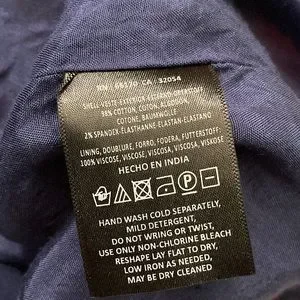 RN: 66170 CA: 32054
SHELL-VESTE-EXTERIOR-ESTERNO-OBERSTOFF
98% COTTON, COTON, ALGODON,
COTONE, BAUMWOLLE
2% SPANDEX-ÉLASTHANNE-ELASTAN-ELASTANO
LINING, DOUBLURE, FORRO, FODERA, FUTTERSTOFF:
100% VISCOSE, VISCOSE, VISCOSA, VISCOSA, VISKOSE
HECHO EN INDIA
P
HAND WASH COLD SEPARATELY,
MILD DETERGENT,
DO NOT WRING OR TWIST,
USE ONLY NON-CHLORINE BLEACH
RESHAPE LAY FLAT TO DRY,
LOW IRON AS NEEDED,
MAY BE DRY CLEANED